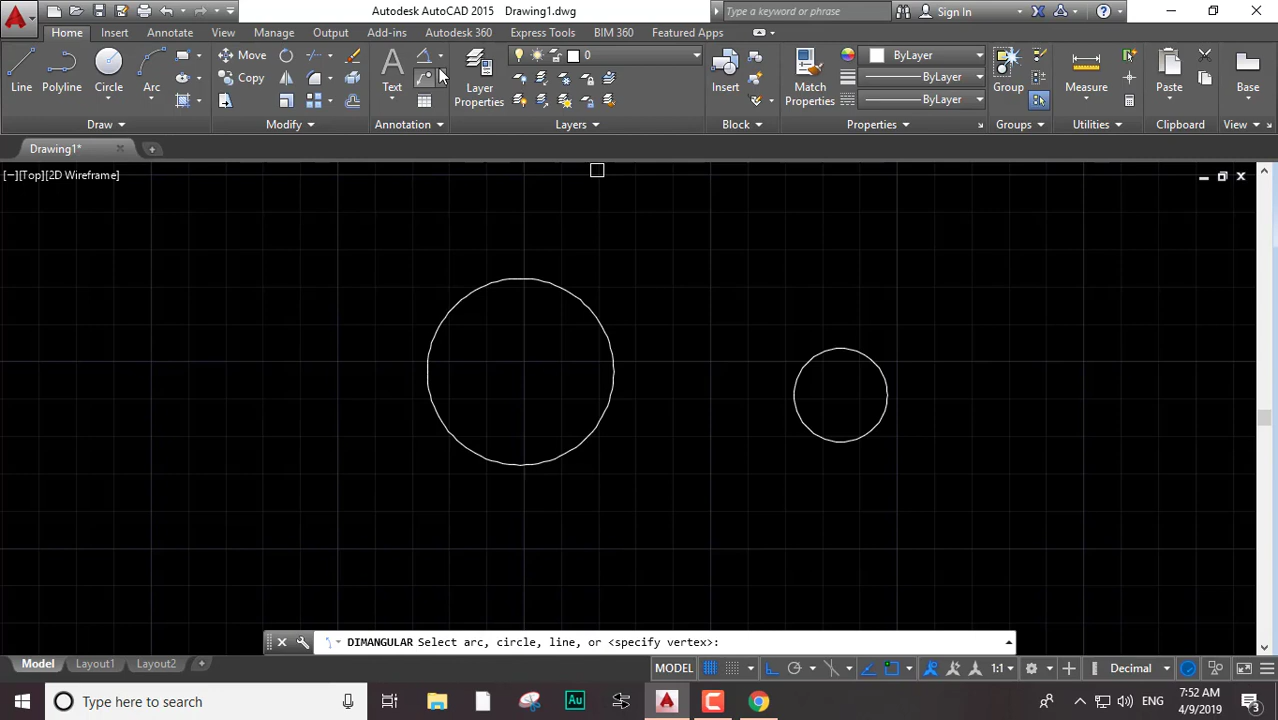 Autodesk AutoCAD 2015 Drawing1.dwg
Type a keyword or phrase
Sign In
Home Insert Annotate View Manage Output Add-ins Autodesk 360 Express Tools BIM 360 Featured Apps
Move
0
ByLayer
Copy
ByLayer
Line Polyline Circle Arc
Text
Layer
Properties
Insert
Match
Properties
ByLayer
Group
Measure
Paste
Base
Draw Modify Annotation Layers Block Properties Groups Utilities Clipboard View
Drawing1*
[−][Top][2D Wireframe]
DIMANGULAR Select arc, circle, line, or <specify vertex>:
Model Layout1 Layout2
MODEL
1:1
Decimal
Type here to search
Au
ENG
7:52 AM
4/9/2019
3